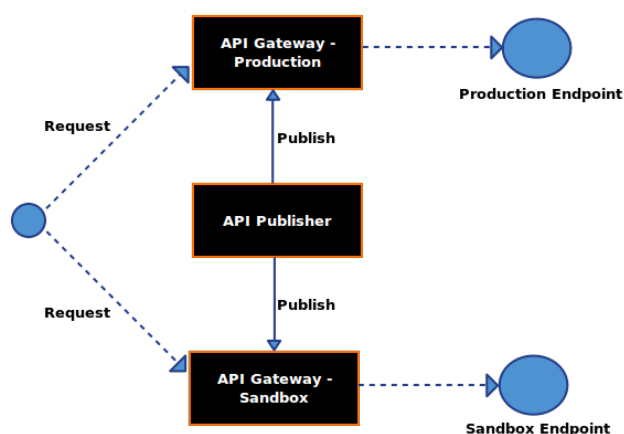 API Gateway -
Production
Production Endpoint
Request
Publish
API Publisher
Publish
Request
API Gateway -
Sandbox
Sandbox Endpoint